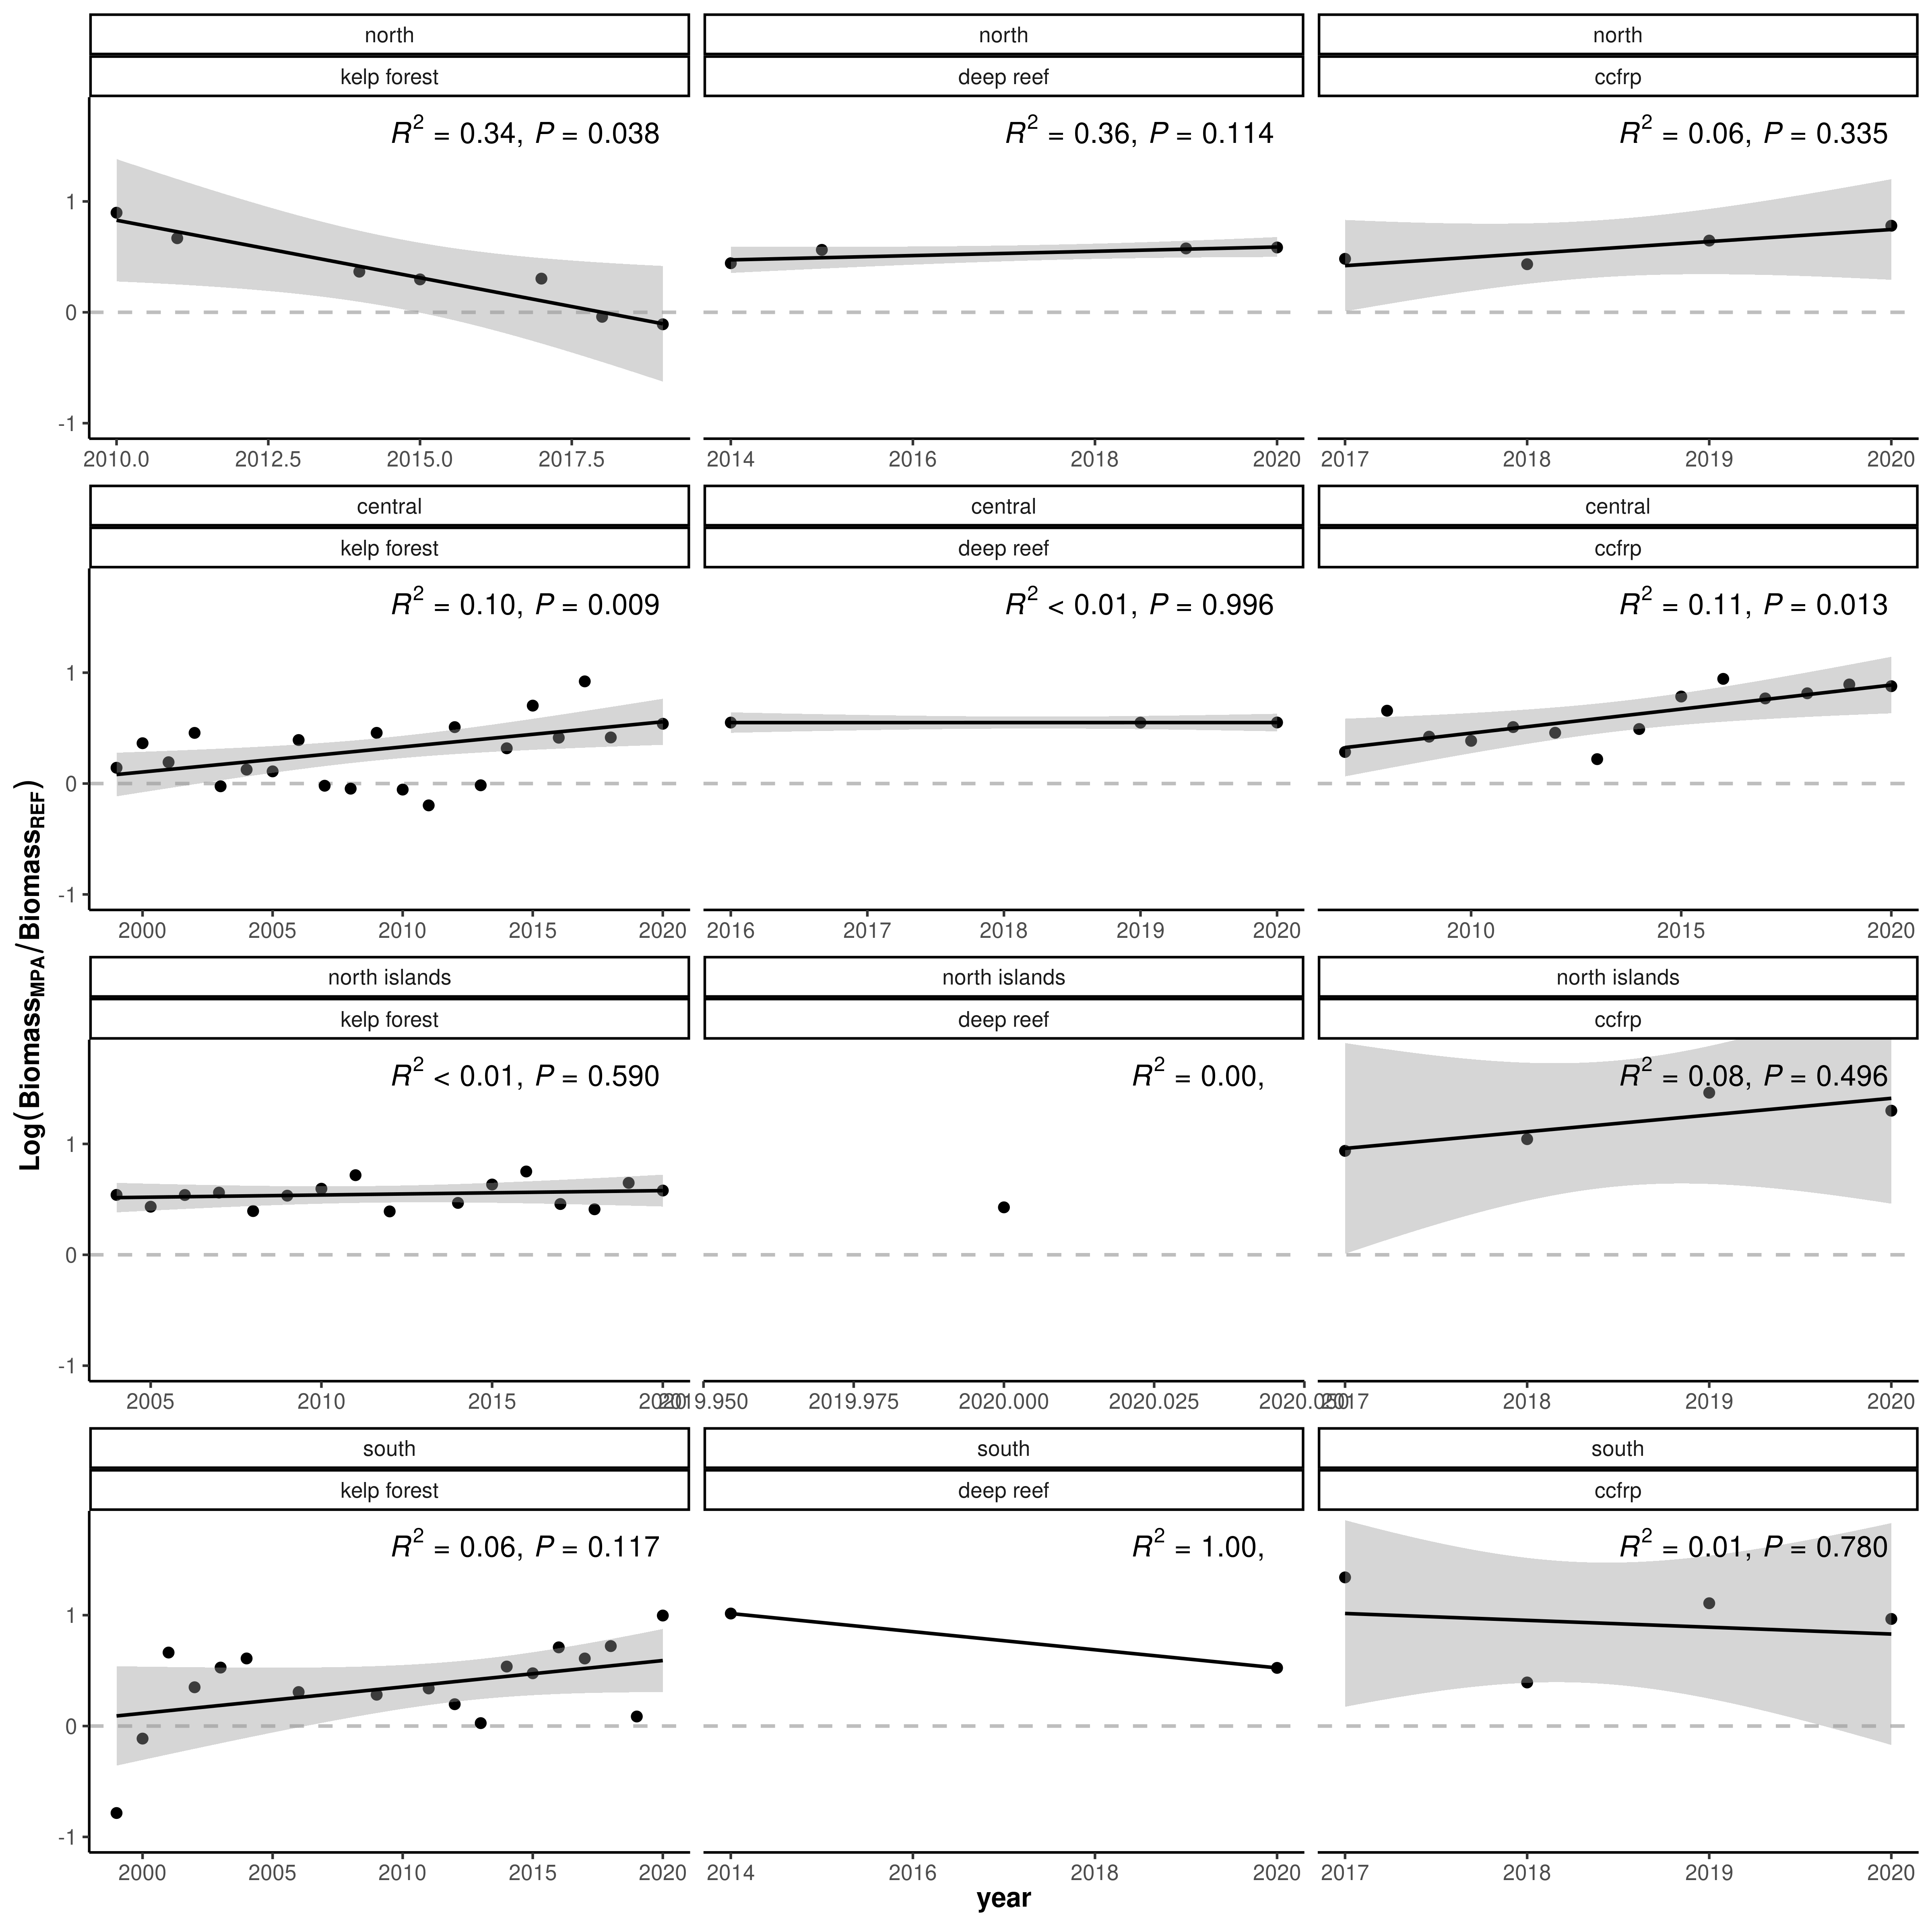 north north north
kelp forest deep reef ccfrp
R2 = 0.34, P = 0.038 R2 = 0.36, P = 0.114 R2 = 0.06, P = 0.335
1
0
-1
2010.0 2012.5 2015.0 2017.5 2014 2016 2018 2020 2017 2018 2019 2020
central central central
kelp forest deep reef ccfrp
R2 = 0.10, P = 0.009 R2 < 0.01, P = 0.996 R2 = 0.11, P = 0.013
1
0
-1
2000 2005 2010 2015 2020 2016 2017 2018 2019 2020 2010 2015 2020
Log(BiomassMPA/BiomassREF)
north islands north islands north islands
kelp forest deep reef ccfrp
R2 < 0.01, P = 0.590 R2 = 0.00, R2 = 0.08, P = 0.496
1
0
-1
2005 2010 2015 2020 2019.950 2019.975 2020.000 2020.025 2020.050 2017 2018 2019 2020
south south south
kelp forest deep reef ccfrp
R2 = 0.06, P = 0.117 R2 = 1.00, R2 = 0.01, P = 0.780
1
0
-1
2000 2005 2010 2015 2020 2014 2016 2018 2020 2017 2018 2019 2020
year